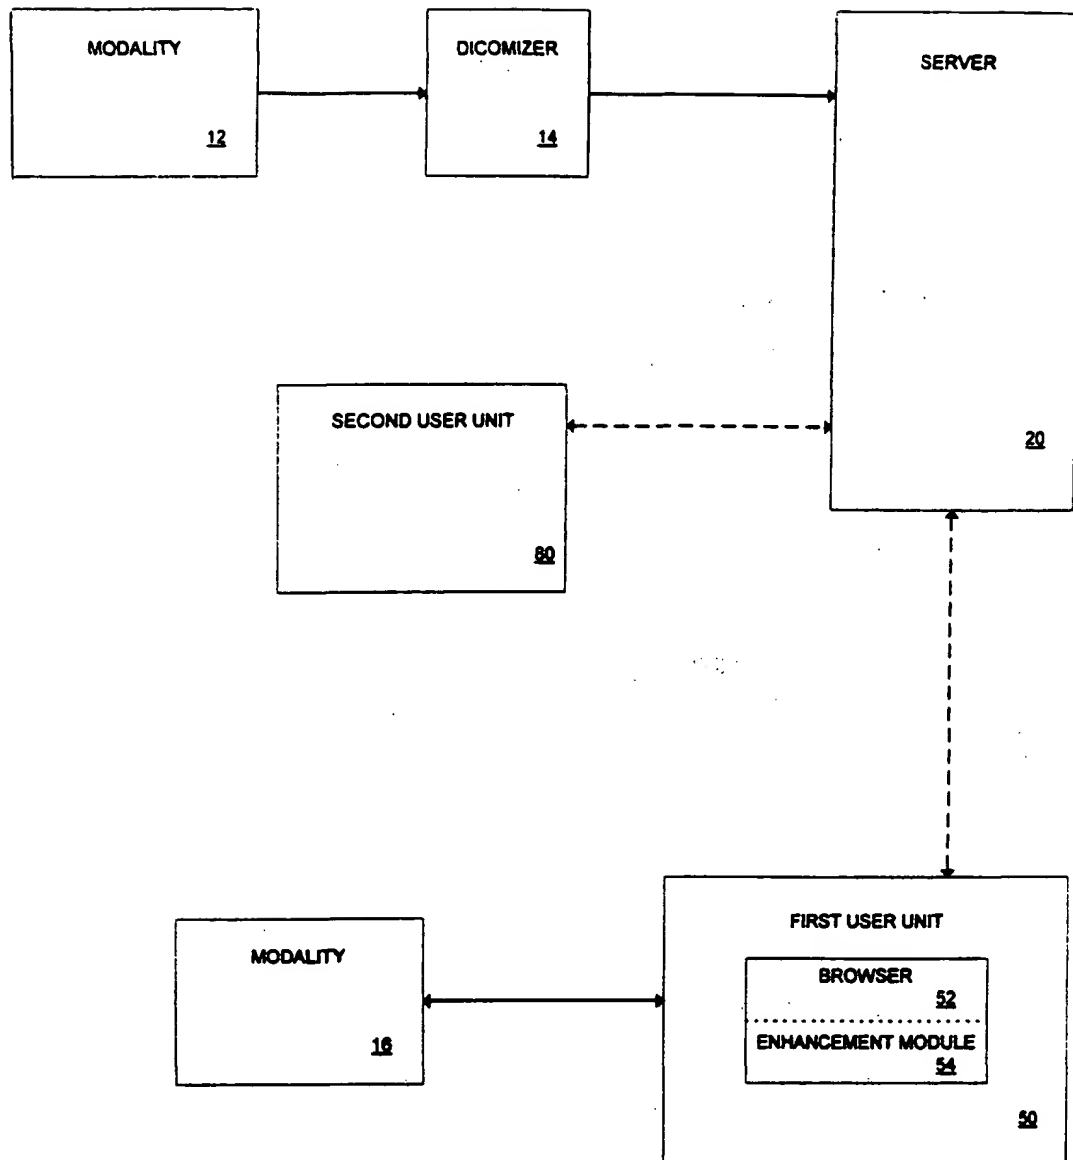 MODALITY
12
DICOMIZER
14
SERVER
20
SECOND USER UNIT
80
MODALITY
16
FIRST USER UNIT
BROWSER
52
ENHANCEMENT MODULE
54
50